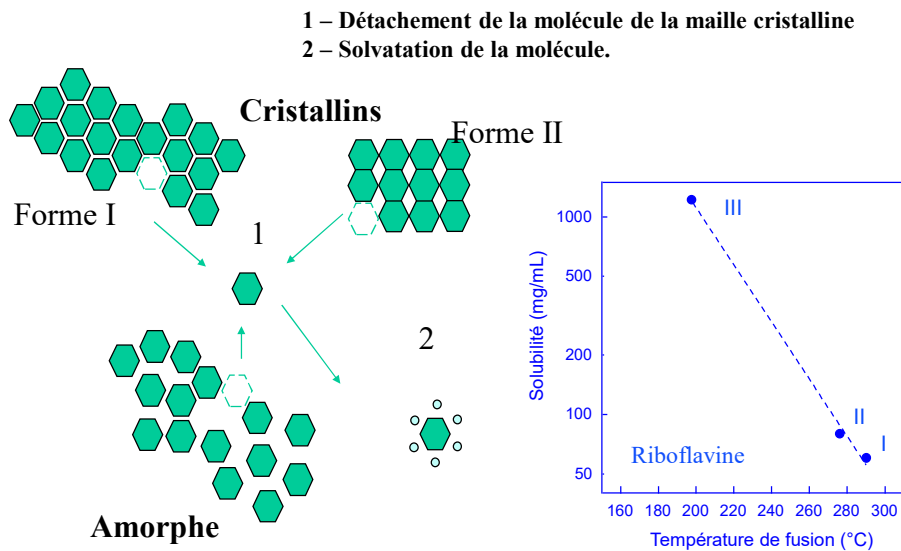 1 – Détachement de la molécule de la maille cristalline
2 – Solvatation de la molécule.
Cristallins
Forme II
Forme I
1
2
Amorphe
Solubilité (mg/mL)
1000
500
200
100
50
III
II
I
Riboflavine
160 180 200 220 240 260 280 300
Température de fusion (°C)